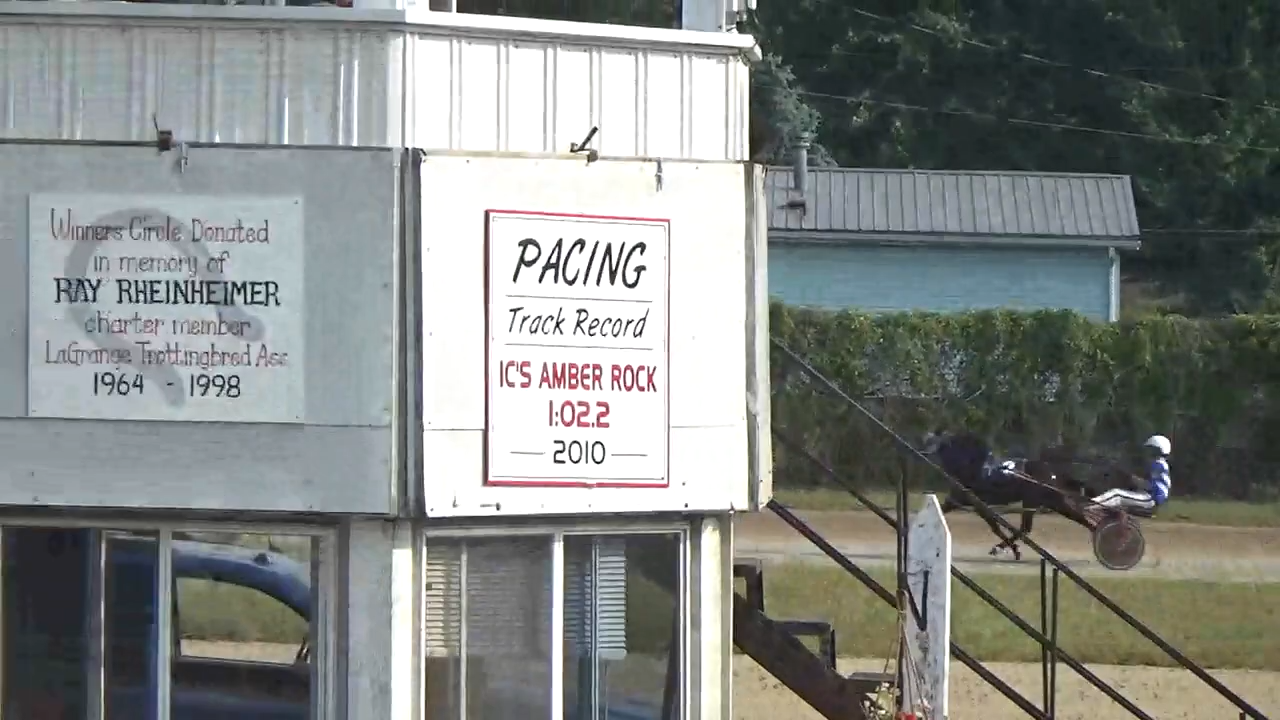 Winners Circle Donated
in memory of
RAY RHEINHEIMER
charter member
LaGrange Trottingbred Ass
1964 - 1998
PACING
Track Record
IC'S AMBER ROCK
1:02.2
2010